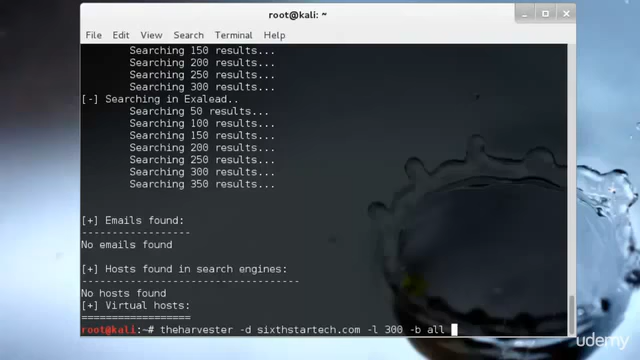 root@kali: ~
File Edit View Search Terminal Help
Searching 150 results...
Searching 200 results...
Searching 250 results...
Searching 300 results...
[-] Searching in Exalead..
Searching 50 results...
Searching 100 results...
Searching 150 results...
Searching 200 results...
Searching 250 results...
Searching 300 results...
Searching 350 results...
[+] Emails found:
------------------
No emails found
[+] Hosts found in search engines:
------------------------------------
No hosts found
[+] Virtual hosts:
==================
root@kali:~# theharvester -d sixthstartech.com -l 300 -b all
udemy